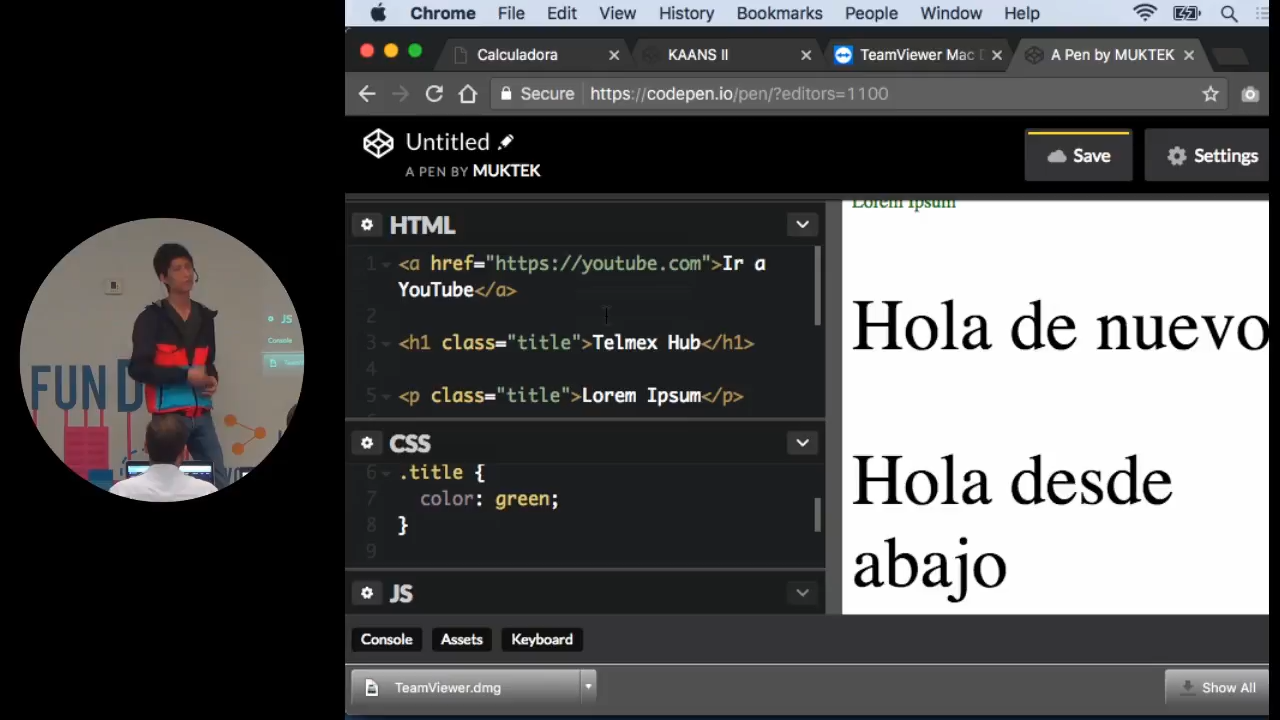 Chrome File Edit View History Bookmarks People Window Help
Calculadora KAANS II TeamViewer Mac A Pen by MUKTEK
Secure https://codepen.io/pen/?editors=1100
Untitled
A PEN BY MUKTEK
Save Settings
HTML
1 <a href="https://youtube.com">Ir a
YouTube</a>
2
3 <h1 class="title">Telmex Hub</h1>
4
5 <p class="title">Lorem Ipsum</p>
CSS
6 .title {
7 color: green;
8 }
9
JS
Console Assets Keyboard
TeamViewer.dmg Show All
Lorem Ipsum
Hola de nuevo
Hola desde
abajo
FUN D
JS
Console